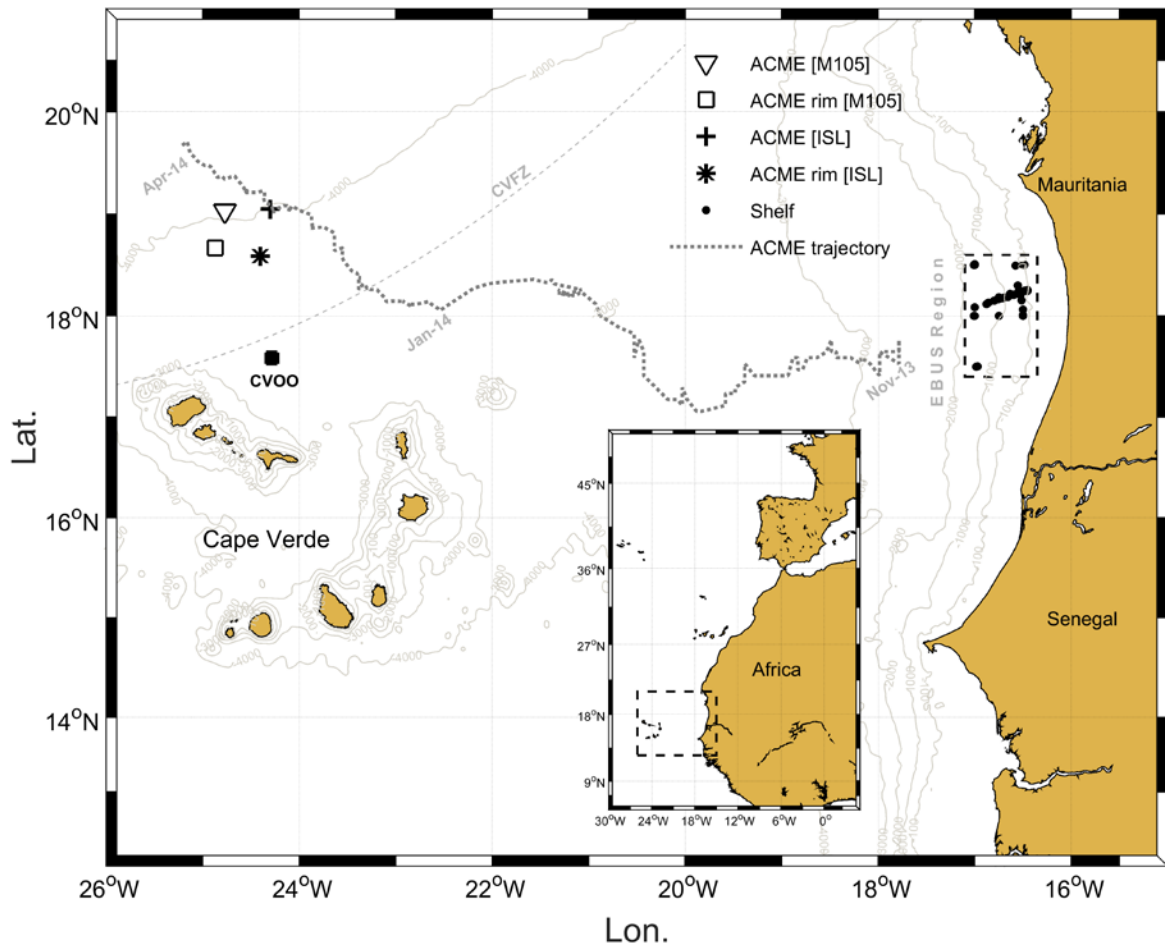 20°N
18°N
16°N
14°N
Lat.
ACME [M105]
ACME rim [M105]
ACME [ISL]
ACME rim [ISL]
Shelf
ACME trajectory
Mauritania
Apr-14
CVFZ
Jan-14
Nov-13
EBUS Region
CVOO
Cape Verde
Senegal
45°N
36°N
27°N
18°N
9°N
Africa
30°W 24°W 18°W 12°W 6°W 0°
26°W 24°W 22°W 20°W 18°W 16°W
Lon.